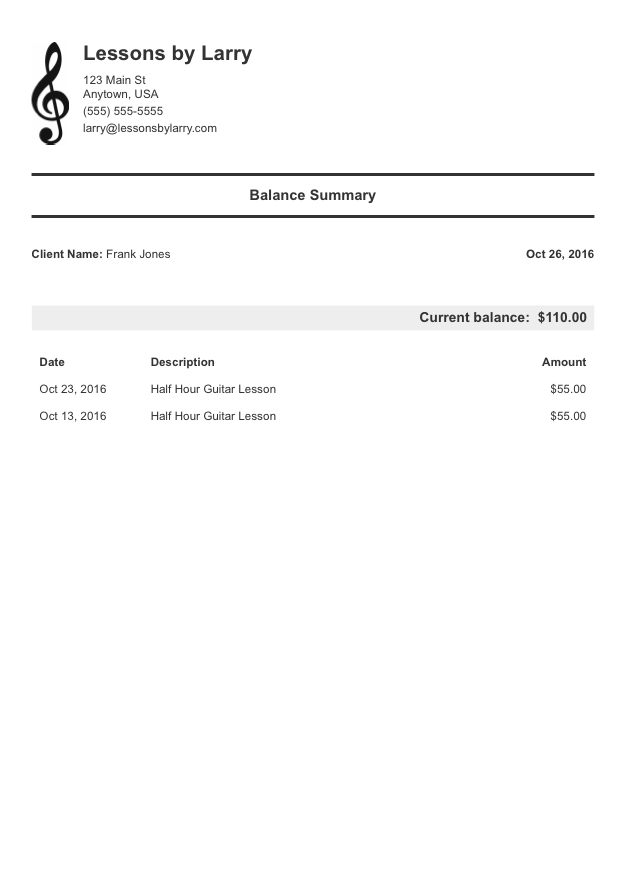 Lessons by Larry
123 Main St
Anytown, USA
(555) 555-5555
larry@lessonsbylarry.com
Balance Summary
Client Name: Frank Jones Oct 26, 2016
Current balance: $110.00
Date Description Amount
Oct 23, 2016 Half Hour Guitar Lesson $55.00
Oct 13, 2016 Half Hour Guitar Lesson $55.00